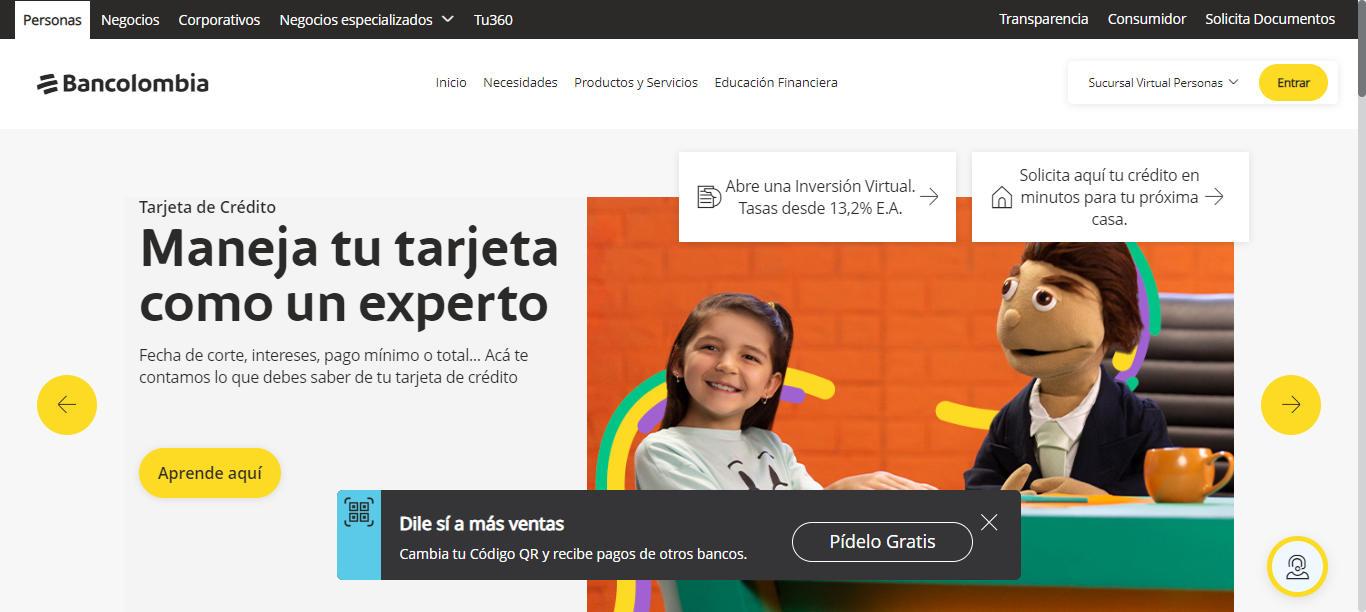 Personas Negocios Corporativos Negocios especializados Tu360 Transparencia Consumidor Solicita Documentos
Bancolombia Inicio Necesidades Productos y Servicios Educación Financiera Sucursal Virtual Personas Entrar
Abre una Inversión Virtual.
Tasas desde 13,2% E.A.
Solicita aquí tu crédito en
minutos para tu próxima
casa.
Tarjeta de Crédito
Maneja tu tarjeta
como un experto
Fecha de corte, intereses, pago mínimo o total... Acá te
contamos lo que debes saber de tu tarjeta de crédito
Aprende aquí
Dile sí a más ventas
Cambia tu Código QR y recibe pagos de otros bancos.
Pídelo Gratis